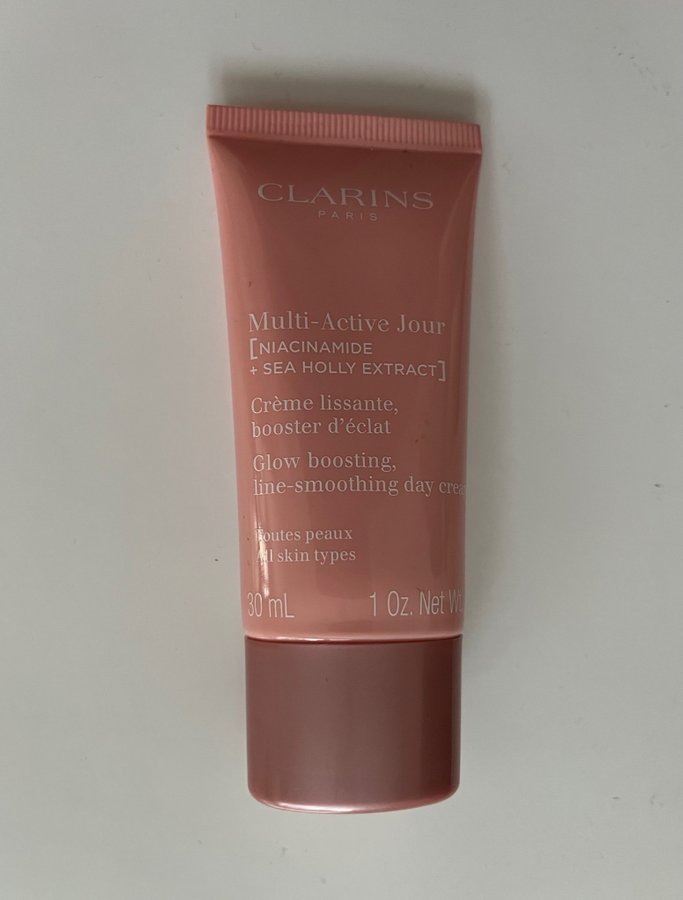 CLARINS
PARIS
Multi-Active Jour
[NIACINAMIDE
+ SEA HOLLY EXTRACT]
Crème lissante,
booster d'éclat
Glow boosting,
line-smoothing day
Toutes peaux
All skin types
30 mL 1 Oz. Net Wt